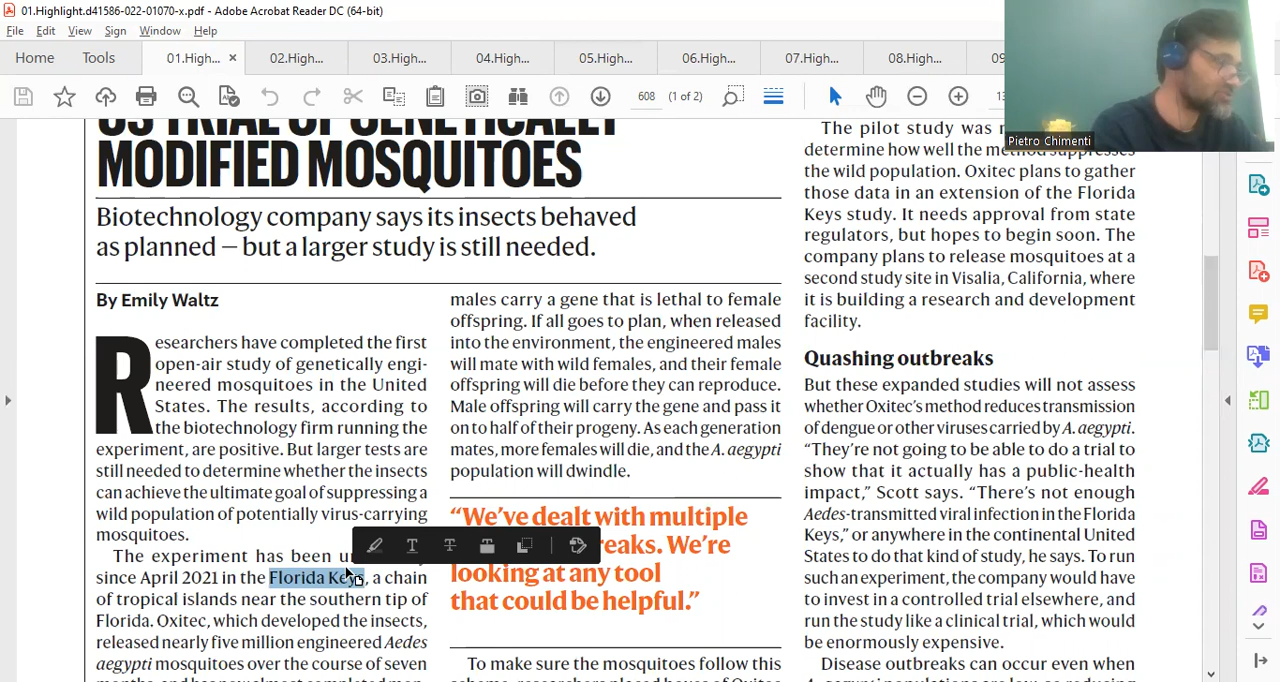 01.Highlight.d41586-022-01070-x.pdf - Adobe Acrobat Reader DC (64-bit)
File Edit View Sign Window Help
Home Tools 01.High... × 02.High... 03.High... 04.High... 05.High... 06.High... 07.High... 08.High... 09
608 (1 of 2)
Pietro Chimenti
US TRIAL OF GENETICALLY
MODIFIED MOSQUITOES
Biotechnology company says its insects behaved
as planned — but a larger study is still needed.
By Emily Waltz
Researchers have completed the first
open-air study of genetically engi-
neered mosquitoes in the United
States. The results, according to
the biotechnology firm running the
experiment, are positive. But larger tests are
still needed to determine whether the insects
can achieve the ultimate goal of suppressing a
wild population of potentially virus-carrying
mosquitoes.
The experiment has been
since April 2021 in the Florida Keys, a chain
of tropical islands near the southern tip of
Florida. Oxitec, which developed the insects,
released nearly five million engineered Aedes
aegypti mosquitoes over the course of seven
males carry a gene that is lethal to female
offspring. If all goes to plan, when released
into the environment, the engineered males
will mate with wild females, and their female
offspring will die before they can reproduce.
Male offspring will carry the gene and pass it
on to half of their progeny. As each generation
mates, more females will die, and the A. aegypti
population will dwindle.
“We’ve dealt with multiple
reaks. We’re
looking at any tool
that could be helpful.”
To make sure the mosquitoes follow this
The pilot study was
determine how well the method suppresses
the wild population. Oxitec plans to gather
those data in an extension of the Florida
Keys study. It needs approval from state
regulators, but hopes to begin soon. The
company plans to release mosquitoes at a
second study site in Visalia, California, where
it is building a research and development
facility.
Quashing outbreaks
But these expanded studies will not assess
whether Oxitec’s method reduces transmission
of dengue or other viruses carried by A. aegypti.
“They’re not going to be able to do a trial to
show that it actually has a public-health
impact,” Scott says. “There’s not enough
Aedes-transmitted viral infection in the Florida
Keys,” or anywhere in the continental United
States to do that kind of study, he says. To run
such an experiment, the company would have
to invest in a controlled trial elsewhere, and
run the study like a clinical trial, which would
be enormously expensive.
Disease outbreaks can occur even when